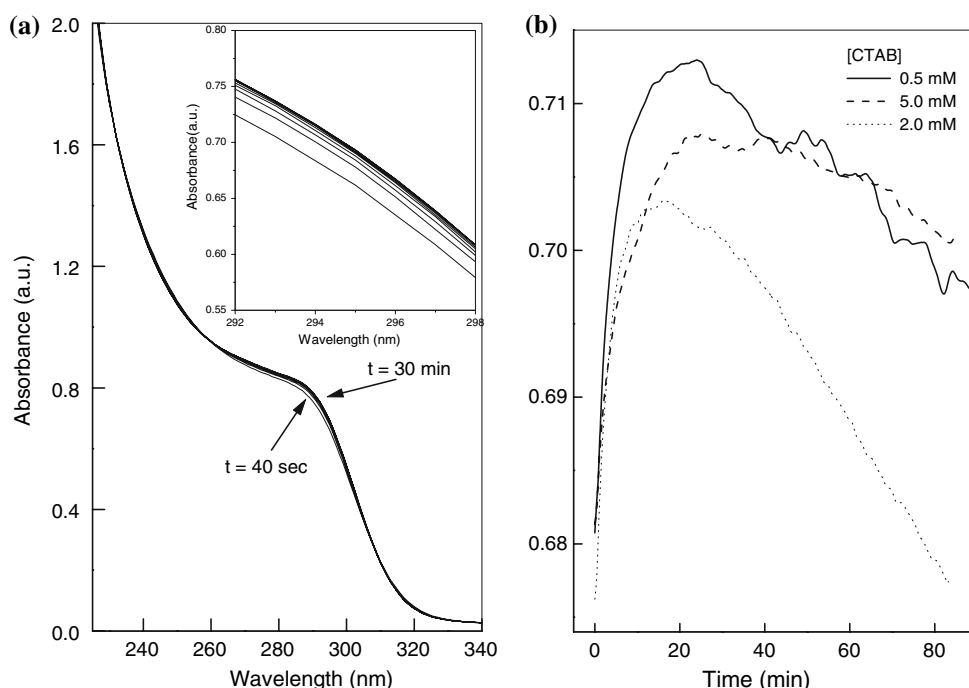 (a)
2.0
1.6
1.2
0.8
0.4
0.0
Absorbance (a.u.)
240 260 280 300 320 340
Wavelength (nm)
0.80
0.75
0.70
0.65
0.60
0.55
Absorbance(a.u.)
292 294 296 298
Wavelength (nm)
t = 30 min
t = 40 sec
(b)
0.71
0.70
0.69
0.68
[CTAB]
0.5 mM
5.0 mM
2.0 mM
0 20 40 60 80
Time (min)